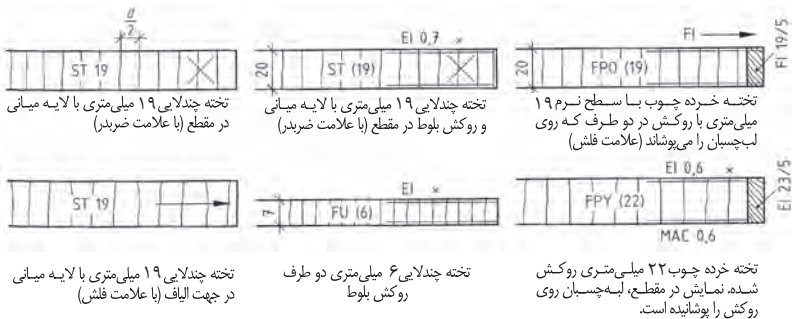 FI
20
FPO (19)
FI 19/5
تخته خرده چوب با سطح نرم ۱۹
میلی‌متری با روکش در دو طرف که روی
لب‌چسبان را می‌پوشاند (علامت فلش)
EI 0,7 ×
20
ST (19)
تخته چندلایی ۱۹ میلی‌متری با لایه میانی
و روکش بلوط در مقطع (با علامت ضربدر)
d/2
ST 19
تخته چندلایی ۱۹ میلی‌متری با لایه میانی
در مقطع (با علامت ضربدر)
EI 0,6 ×
FPY (22)
EI 23/5
MAC 0,6
تخته خرده چوب ۲۲ میلی‌متری روکش
شده. نمایش در مقطع، لبه‌چسبان روی
روکش را پوشانیده است.
EI ×
7
FU (6)
تخته چندلایی ۶ میلی‌متری دو طرف
روکش بلوط
ST 19
تخته چندلایی ۱۹ میلی‌متری با لایه میانی
در جهت الیاف (با علامت فلش)